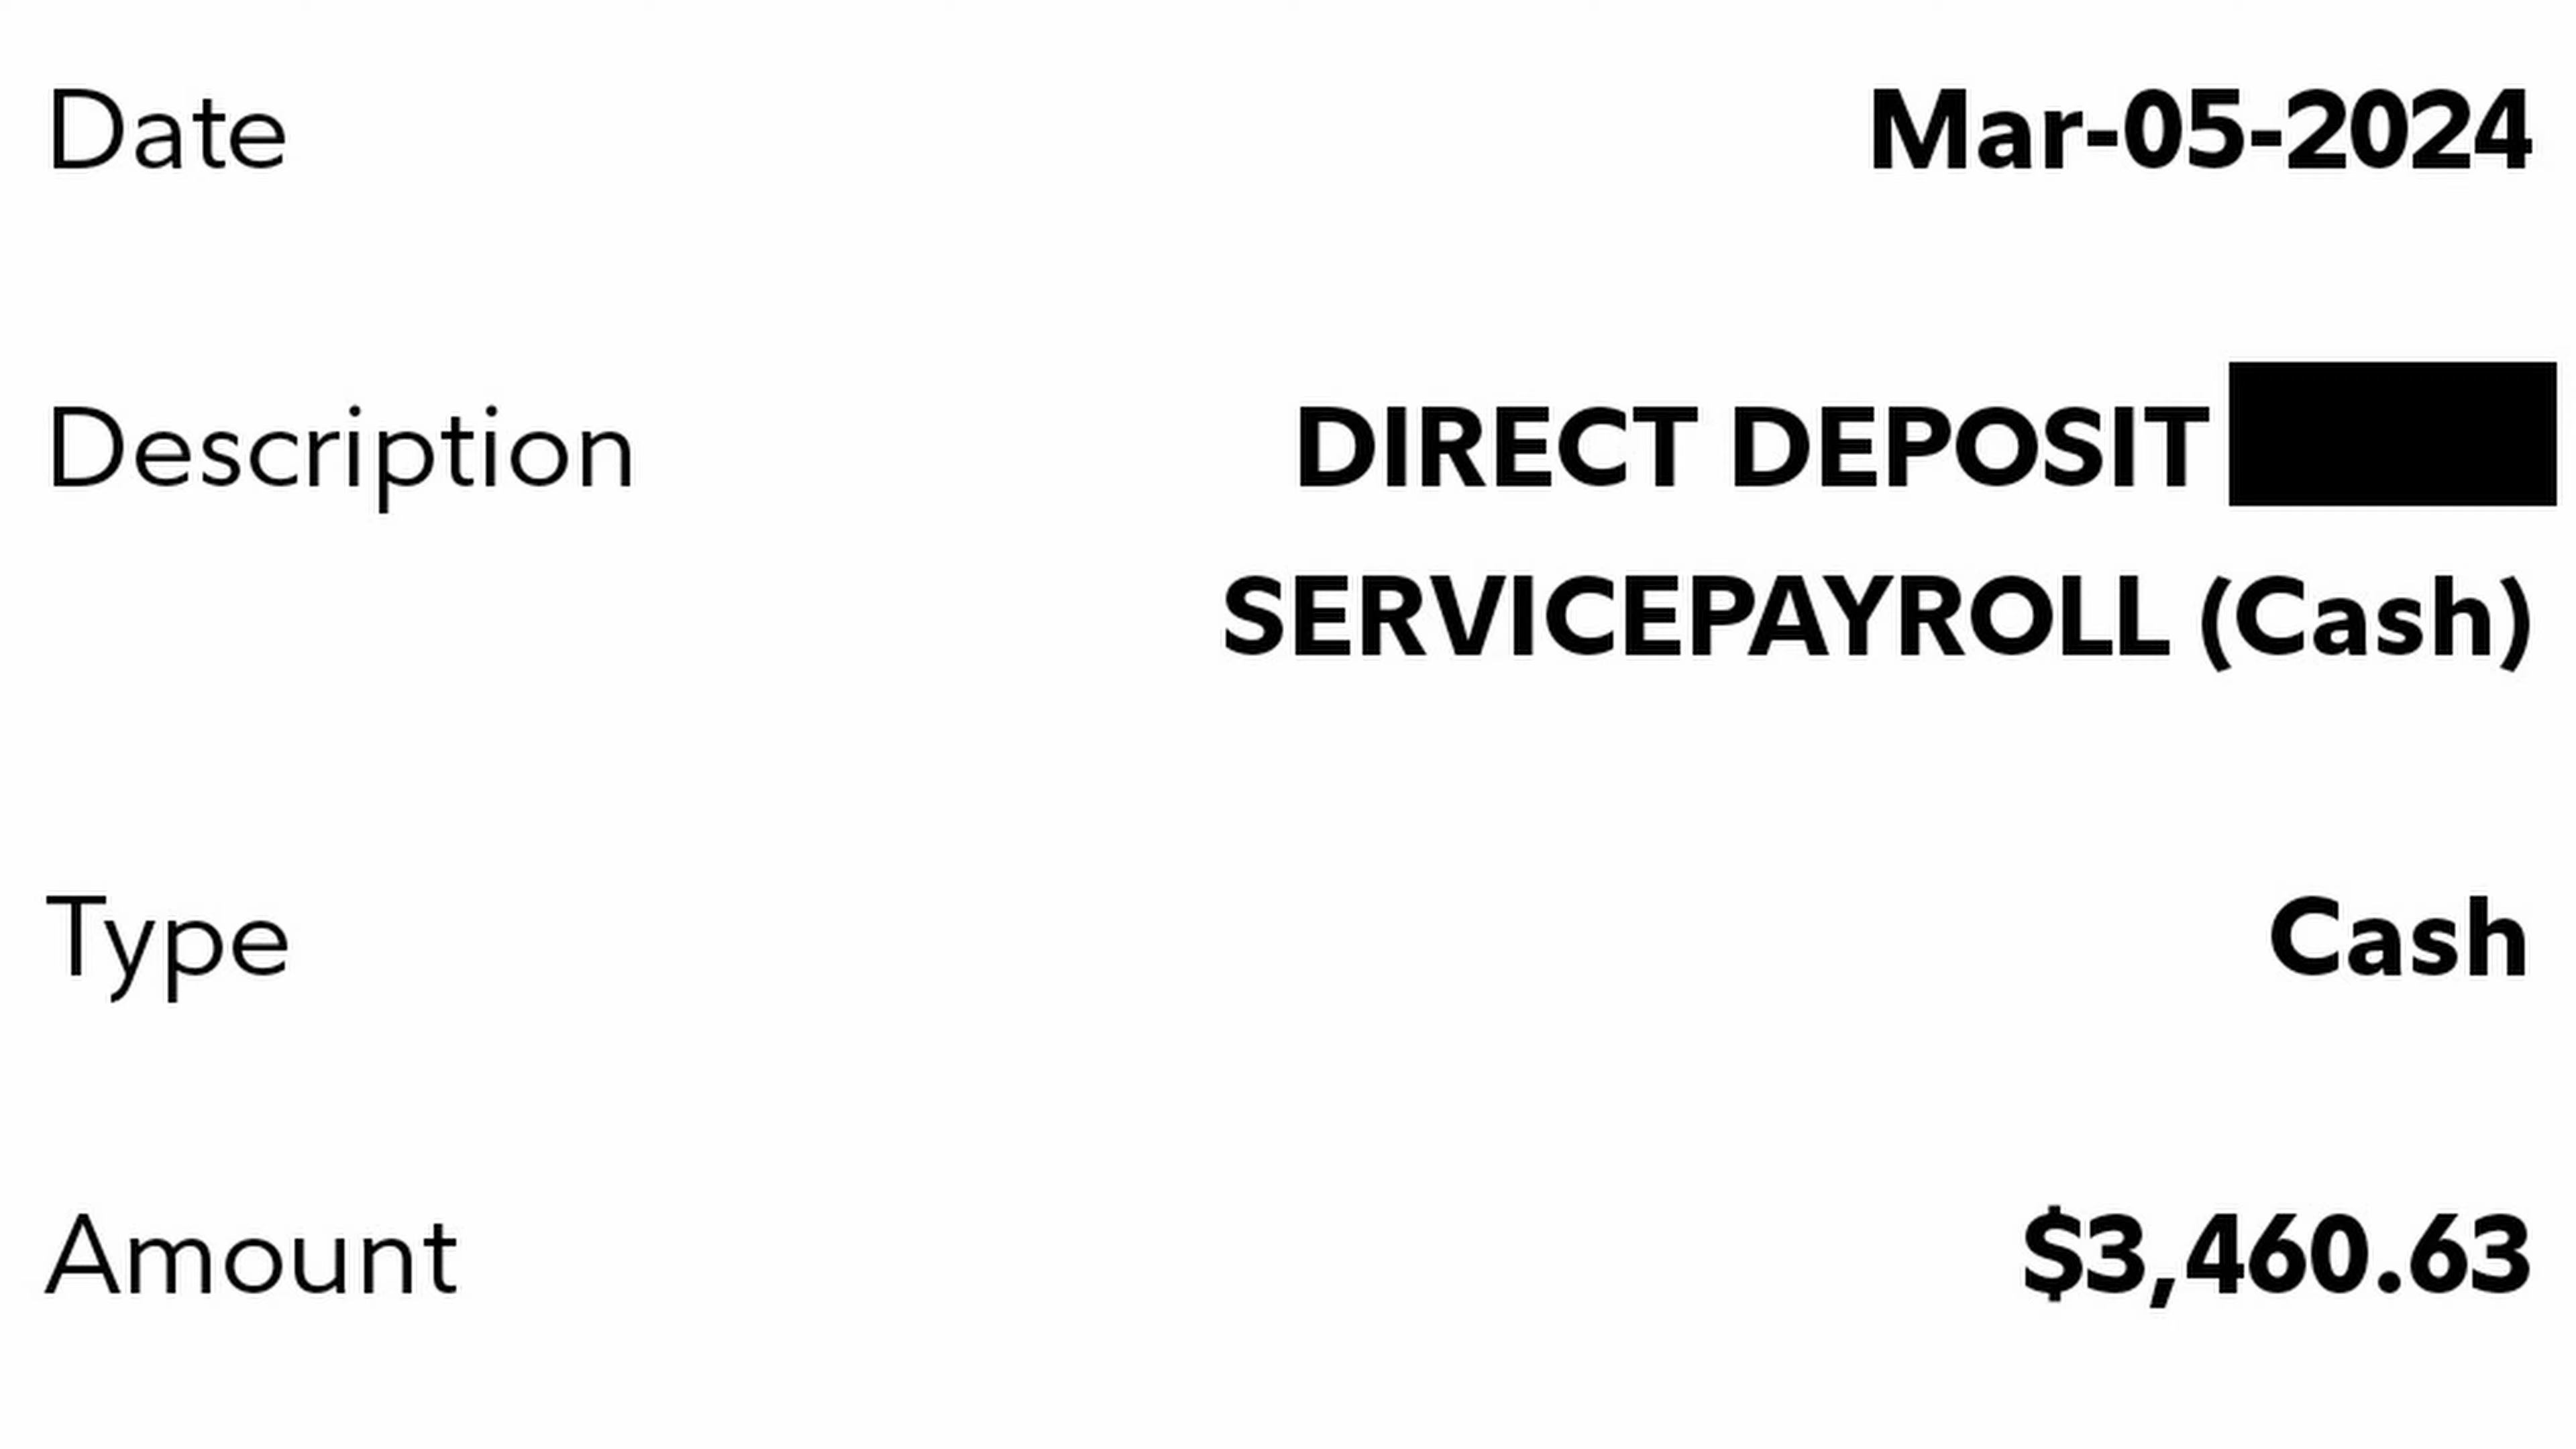 Date Mar-05-2024
Description DIRECT DEPOSIT
SERVICEPAYROLL (Cash)
Type Cash
Amount $3,460.63